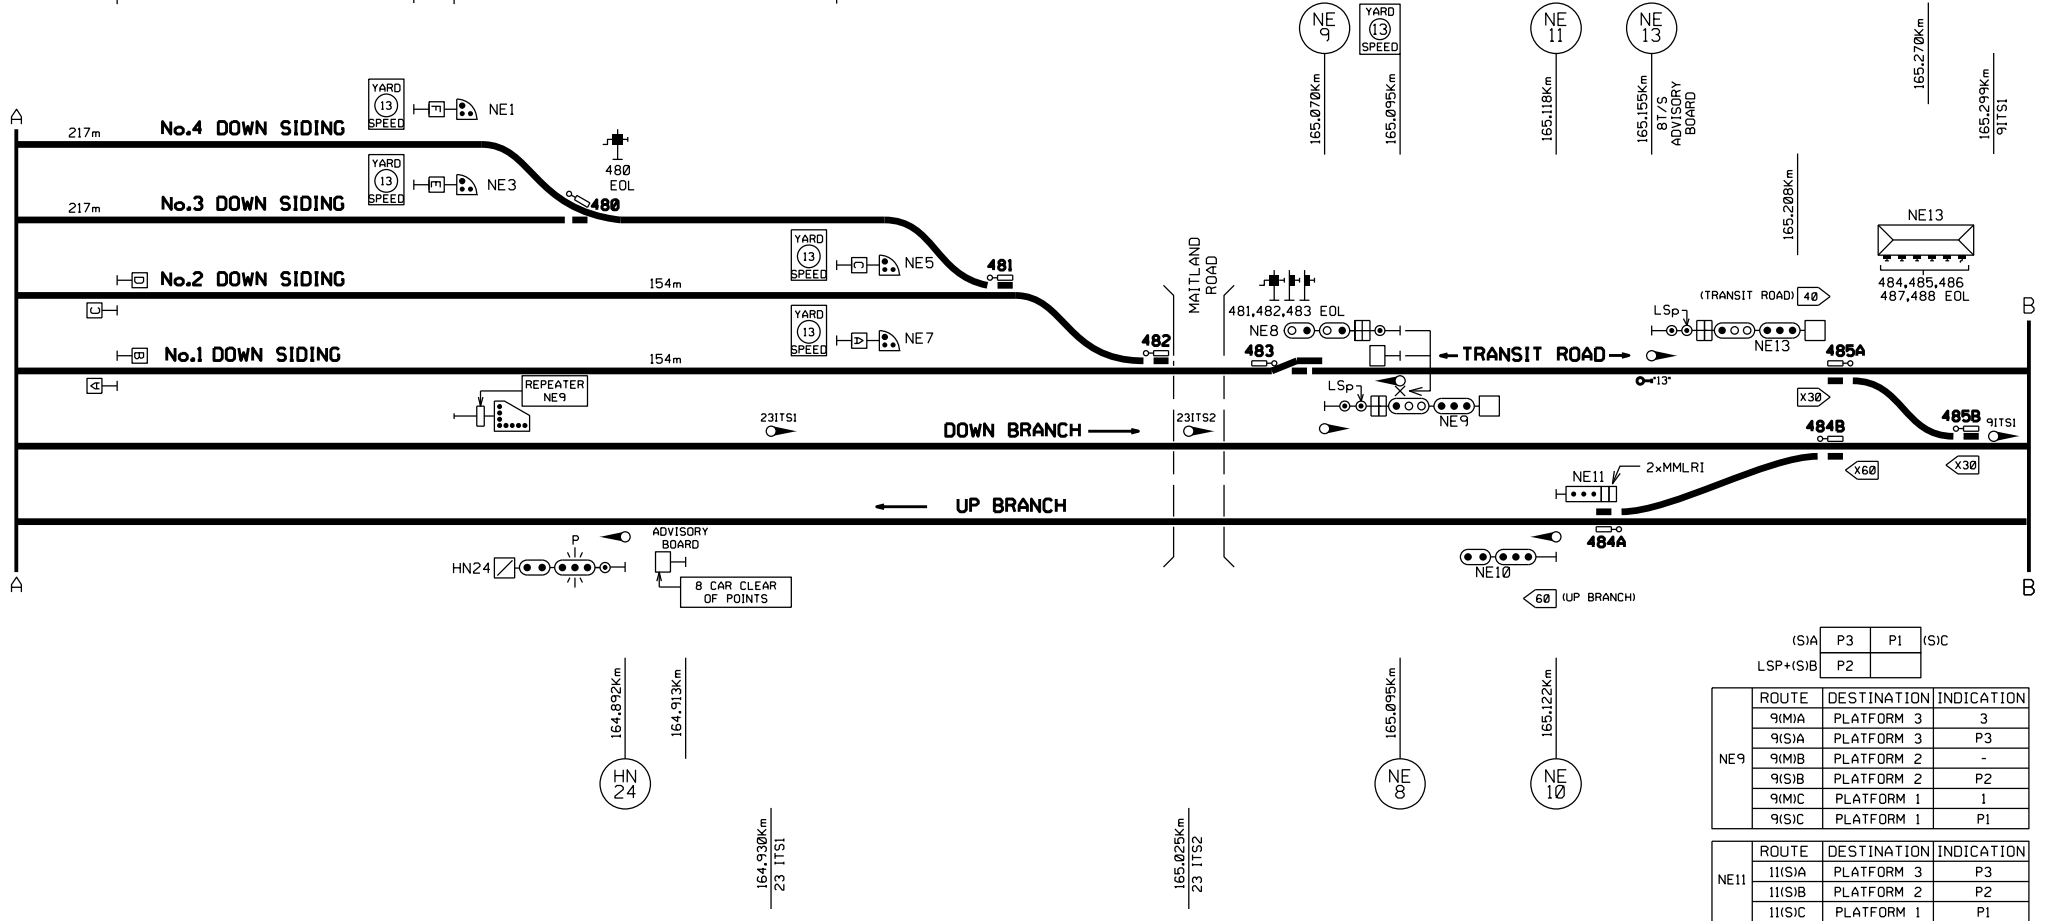 NE
9
YARD
13
SPEED
NE
11
NE
13
165.070Km
165.095Km
165.118Km
165.155Km
8T/S
ADVISORY
BOARD
165.270Km
165.299Km
9ITS1
165.208Km
A
YARD
13
SPEED
F
NE1
217m
No.4 DOWN SIDING
480
EOL
YARD
13
SPEED
E
NE3
217m
No.3 DOWN SIDING
480
NE13
484,485,486
487,488 EOL
MAITLAND
ROAD
YARD
13
SPEED
C
NE5
481
D
No.2 DOWN SIDING
154m
C
481,482,483 EOL
(TRANSIT ROAD)
40
LSp
B
NE8
NE13
YARD
13
SPEED
A
NE7
482
483
TRANSIT ROAD
485A
B
No.1 DOWN SIDING
154m
A
REPEATER
NE9
LSp
"13"
NE9
X30
23ITS1
DOWN BRANCH
23ITS2
484B
485B
9ITS1
X60
X30
NE11
2xMMLRI
UP BRANCH
484A
P
ADVISORY
BOARD
HN24
8 CAR CLEAR
OF POINTS
NE10
60
(UP BRANCH)
A
B
(S)A P3 P1 (S)C
LSP+(S)B P2
164.892Km
164.913Km
165.095Km
165.122Km
HN
24
NE
8
NE
10
164.930Km
23 ITS1
165.025Km
23 ITS2
ROUTE DESTINATION INDICATION
9(M)A PLATFORM 3 3
9(S)A PLATFORM 3 P3
NE9 9(M)B PLATFORM 2 -
9(S)B PLATFORM 2 P2
9(M)C PLATFORM 1 1
9(S)C PLATFORM 1 P1
ROUTE DESTINATION INDICATION
11(S)A PLATFORM 3 P3
NE11 11(S)B PLATFORM 2 P2
11(S)C PLATFORM 1 P1